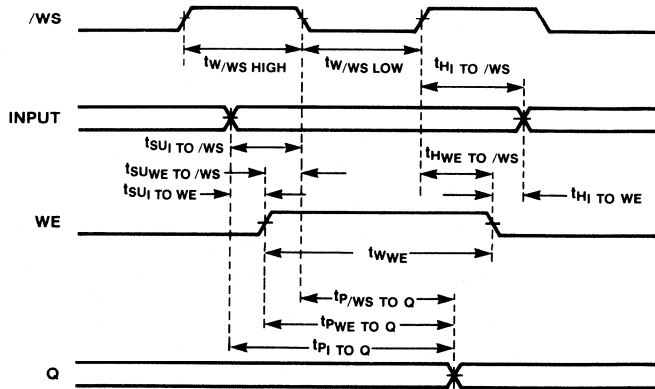 /WS
tW/WS HIGH
tW/WS LOW
tHI TO /WS
INPUT
tSUI TO /WS
tSUWE TO /WS
tHWE TO /WS
tSUI TO WE
tHI TO WE
WE
tWWE
tP/WS TO Q
tPWE TO Q
tPI TO Q
Q